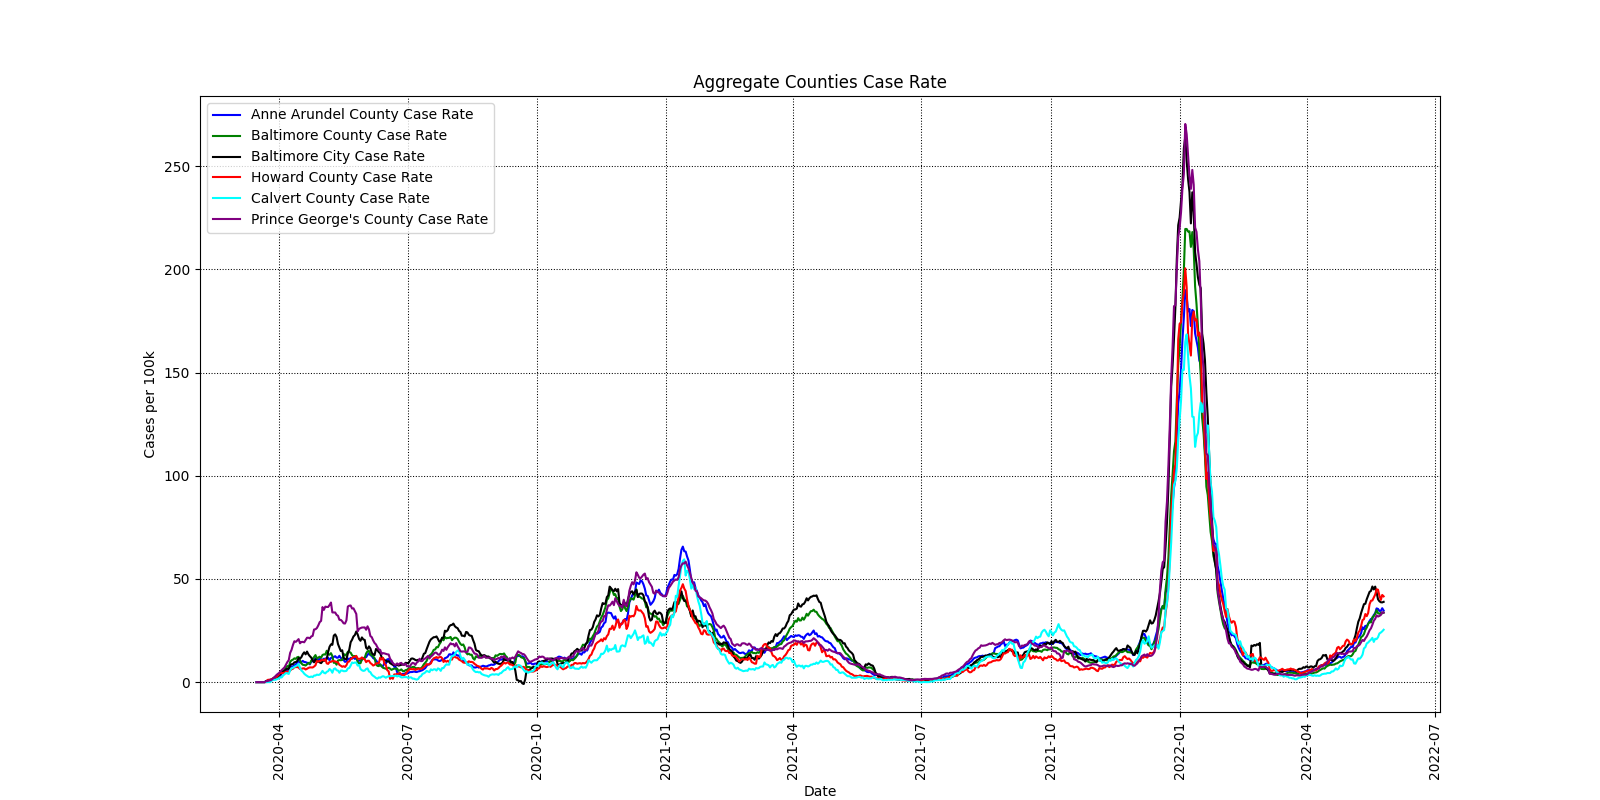 Aggregate Counties Case Rate
Anne Arundel County Case Rate
Baltimore County Case Rate
Baltimore City Case Rate
Howard County Case Rate
Calvert County Case Rate
Prince George's County Case Rate
Cases per 100k
250
200
150
100
50
0
2020-04
2020-07
2020-10
2021-01
2021-04
2021-07
2021-10
2022-01
2022-04
2022-07
Date